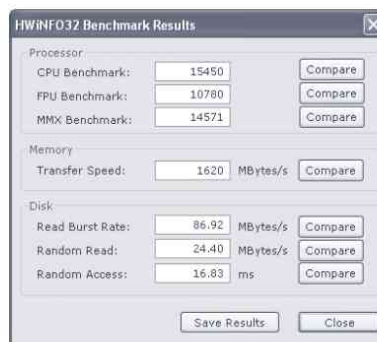 HWiNFO32 Benchmark Results
Processor
CPU Benchmark: 15450 Compare
FPU Benchmark: 10780 Compare
MMX Benchmark: 14571 Compare
Memory
Transfer Speed: 1620 MBytes/s Compare
Disk
Read Burst Rate: 86.92 MBytes/s Compare
Random Read: 24.40 MBytes/s Compare
Random Access: 16.83 ms Compare
Save Results Close